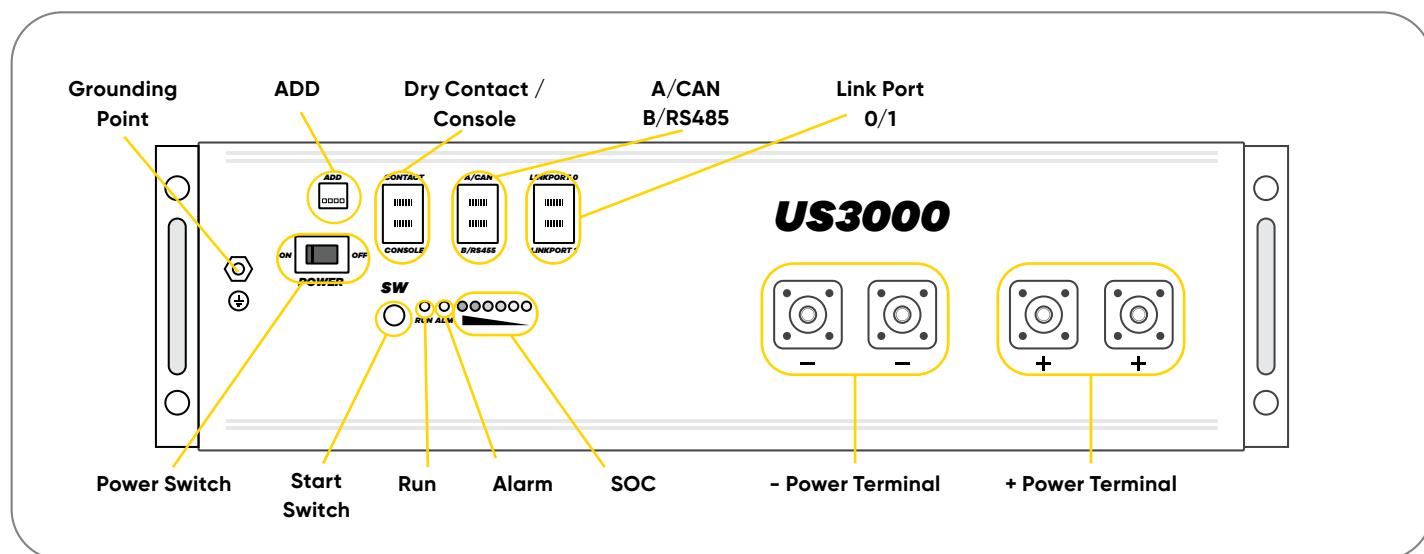 Grounding
Point
ADD
Dry Contact /
Console
A/CAN
B/RS485
Link Port
0/1
ADD
CONTACT
A/CAN
LINKPORT 0
CONSOLE
B/RS455
LINKPORT 1
US3000
ON
OFF
POWER
SW
RUN
ALM
− −
+ +
Power Switch
Start
Switch
Run
Alarm
SOC
- Power Terminal
+ Power Terminal